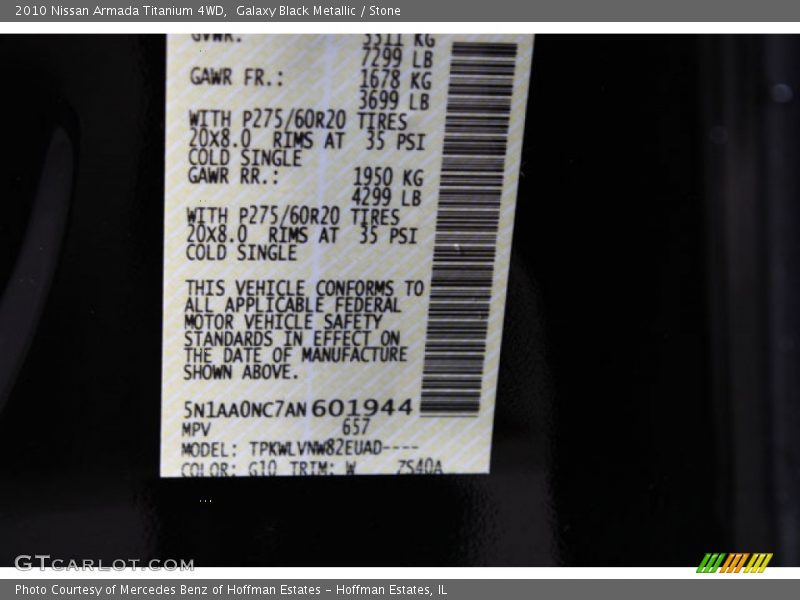 2010 Nissan Armada Titanium 4WD,  Galaxy Black Metallic / Stone
GVWR: 3311 KG
7299 LB
GAWR FR.: 1678 KG
3699 LB
WITH P275/60R20 TIRES
20X8.0 RIMS AT 35 PSI
COLD SINGLE
GAWR RR.: 1950 KG
4299 LB
WITH P275/60R20 TIRES
20X8.0 RIMS AT 35 PSI
COLD SINGLE
THIS VEHICLE CONFORMS TO
ALL APPLICABLE FEDERAL
MOTOR VEHICLE SAFETY
STANDARDS IN EFFECT ON
THE DATE OF MANUFACTURE
SHOWN ABOVE.
5N1AA0NC7AN601944
MPV 657
MODEL: TPKWLVNW82EUAD----
COLOR: G10 TRIM: W ZS40A
GTCARLOT.COM
Photo Courtesy of Mercedes Benz of Hoffman Estates - Hoffman Estates, IL